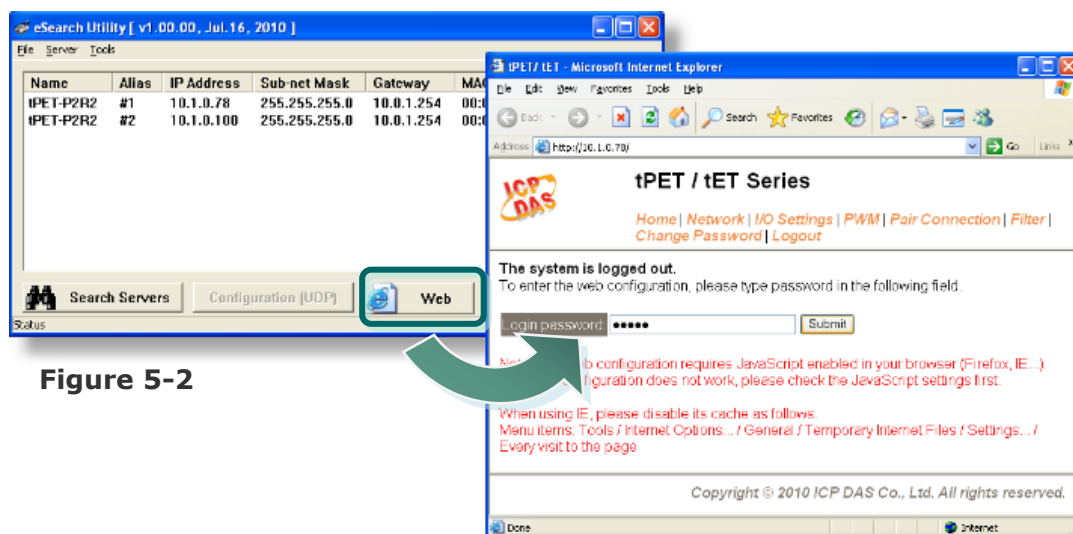 eSearch Utility [ v1.00.00, Jul.16, 2010 ]
File Server Tools
Name Alias IP Address Sub-net Mask Gateway
tPET-P2R2 #1 10.1.0.78 255.255.255.0 10.0.1.254
tPET-P2R2 #2 10.1.0.100 255.255.255.0 10.0.1.254
Search Servers Configuration (UDP) Web
Status
Figure 5-2
tPET/ tET - Microsoft Internet Explorer
File Edit View Favorites Tools Help
Back Search Favorites
Address http://10.1.0.78/ Go Links
ICP DAS
tPET / tET Series
Home | Network | I/O Settings | PWM | Pair Connection | Filter |
Change Password | Logout
The system is logged out.
To enter the web configuration, please type password in the following field.
Login password ••••• Submit
configuration requires JavaScript enabled in your browser (Firefox, IE...).
does not work, please check the JavaScript settings first.
When using IE, please disable its cache as follows.
Menu items: Tools / Internet Options... / General / Temporary Internet Files / Settings... /
Every visit to the page
Copyright © 2010 ICP DAS Co., Ltd. All rights reserved.
Done Internet